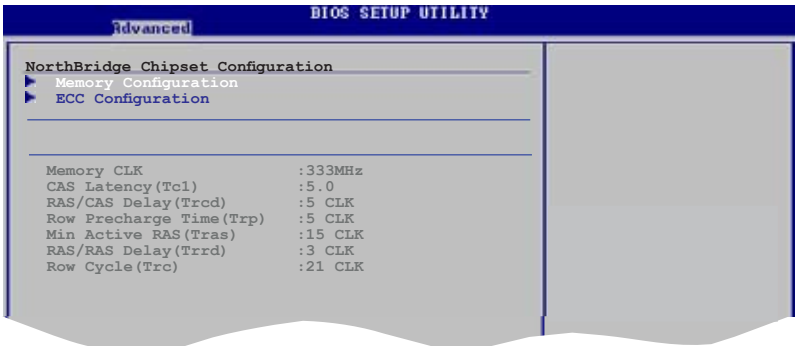 BIOS SETUP UTILITY
Advanced
NorthBridge Chipset Configuration
Memory Configuration
ECC Configuration
Memory CLK :333MHz
CAS Latency(Tcl) :5.0
RAS/CAS Delay(Trcd) :5 CLK
Row Precharge Time(Trp) :5 CLK
Min Active RAS(Tras) :15 CLK
RAS/RAS Delay(Trrd) :3 CLK
Row Cycle(Trc) :21 CLK